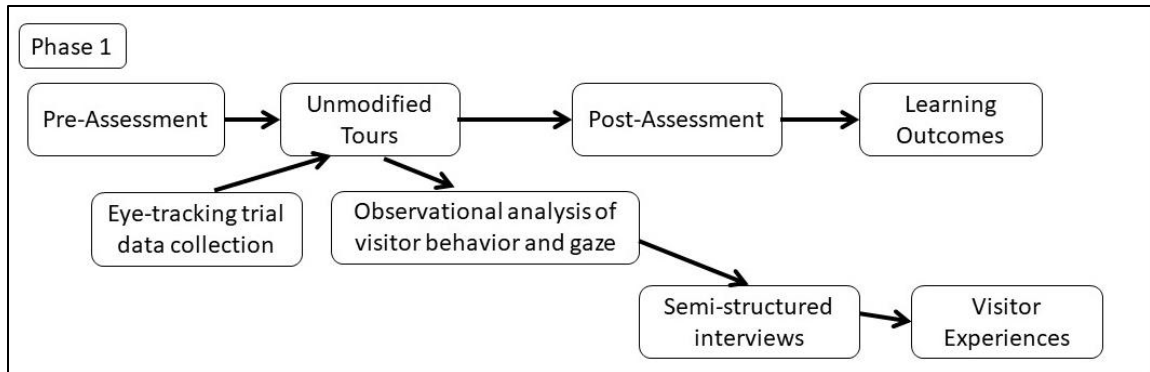 Phase 1
Pre-Assessment
Unmodified
Tours
Post-Assessment
Learning
Outcomes
Eye-tracking trial
data collection
Observational analysis of
visitor behavior and gaze
Semi-structured
interviews
Visitor
Experiences